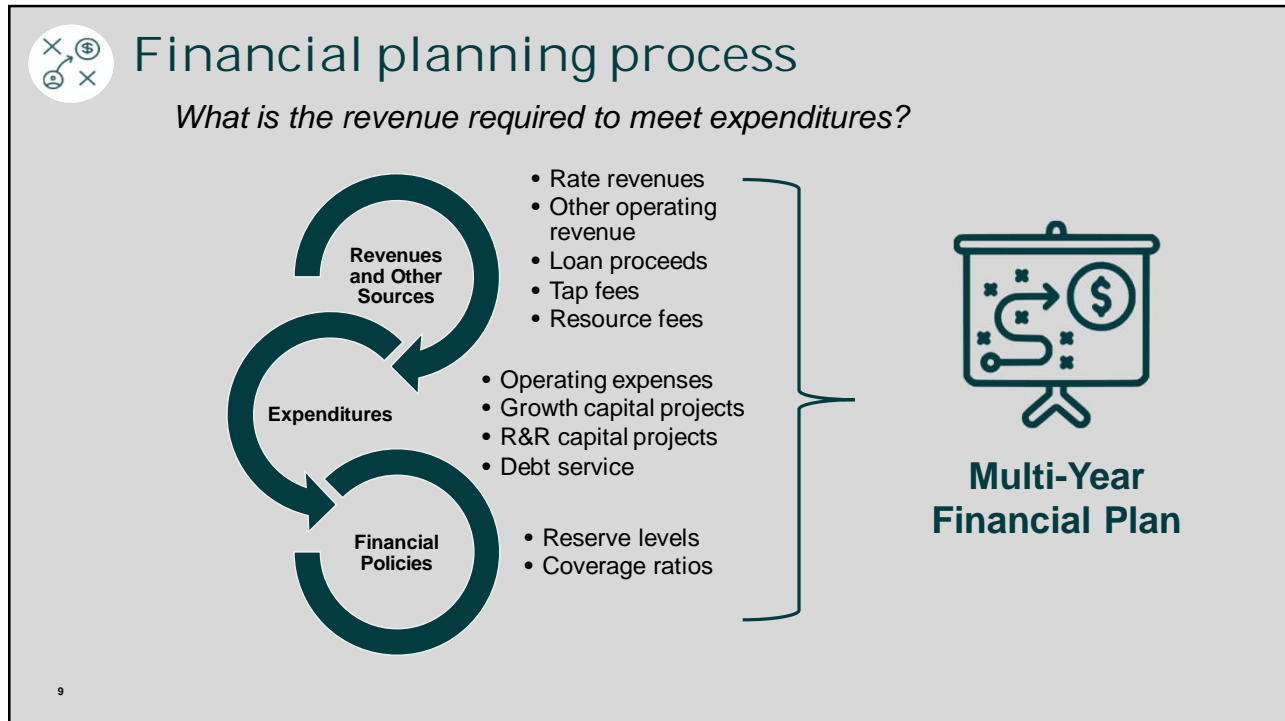 Financial planning process
What is the revenue required to meet expenditures?
Revenues
and Other
Sources
• Rate revenues
• Other operating
revenue
• Loan proceeds
• Tap fees
• Resource fees
Expenditures
• Operating expenses
• Growth capital projects
• R&R capital projects
• Debt service
Financial
Policies
• Reserve levels
• Coverage ratios
$
Multi-Year
Financial Plan
9